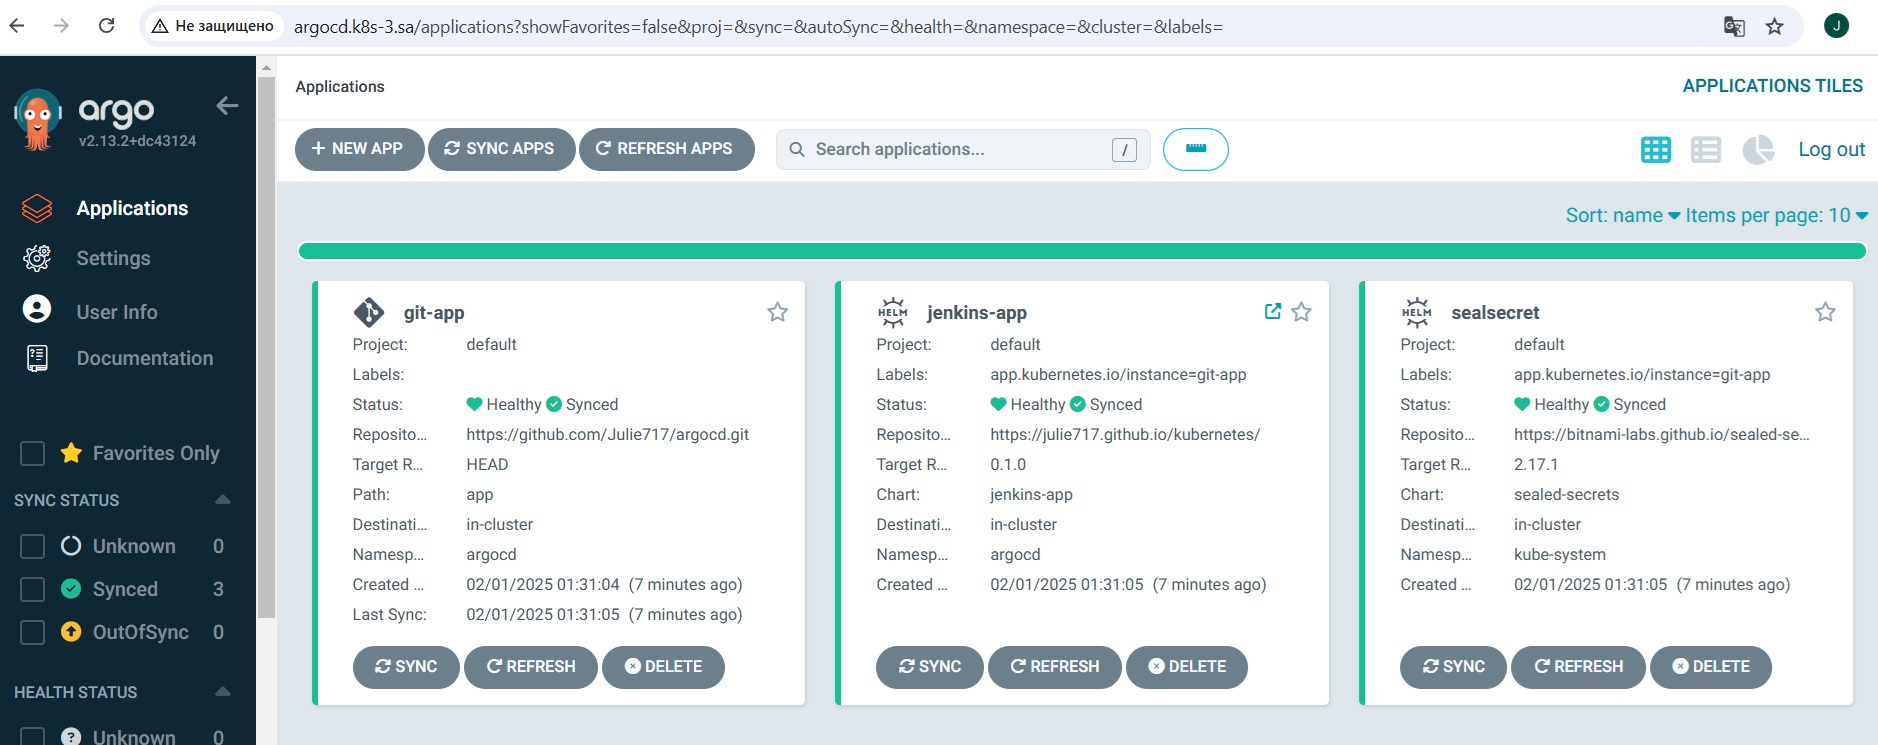 Не защищено argocd.k8s-3.sa/applications?showFavorites=false&proj=&sync=&autoSync=&health=&namespace=&cluster=&labels= J
argo
v2.13.2+dc43124
Applications
Settings
User Info
Documentation
Favorites Only
SYNC STATUS
Unknown 0
Synced 3
OutOfSync 0
HEALTH STATUS
Unknown 0
Applications APPLICATIONS TILES
+ NEW APP SYNC APPS REFRESH APPS Search applications... / Log out
Sort: name Items per page: 10
git-app
Project: default
Labels:
Status: Healthy Synced
Reposito... https://github.com/Julie717/argocd.git
Target R... HEAD
Path: app
Destinati... in-cluster
Namesp... argocd
Created ... 02/01/2025 01:31:04 (7 minutes ago)
Last Sync: 02/01/2025 01:31:05 (7 minutes ago)
SYNC REFRESH DELETE
HELM jenkins-app
Project: default
Labels: app.kubernetes.io/instance=git-app
Status: Healthy Synced
Reposito... https://julie717.github.io/kubernetes/
Target R... 0.1.0
Chart: jenkins-app
Destinati... in-cluster
Namesp... argocd
Created ... 02/01/2025 01:31:05 (7 minutes ago)
SYNC REFRESH DELETE
HELM sealsecret
Project: default
Labels: app.kubernetes.io/instance=git-app
Status: Healthy Synced
Reposito... https://bitnami-labs.github.io/sealed-se...
Target R... 2.17.1
Chart: sealed-secrets
Destinati... in-cluster
Namesp... kube-system
Created ... 02/01/2025 01:31:05 (7 minutes ago)
SYNC REFRESH DELETE